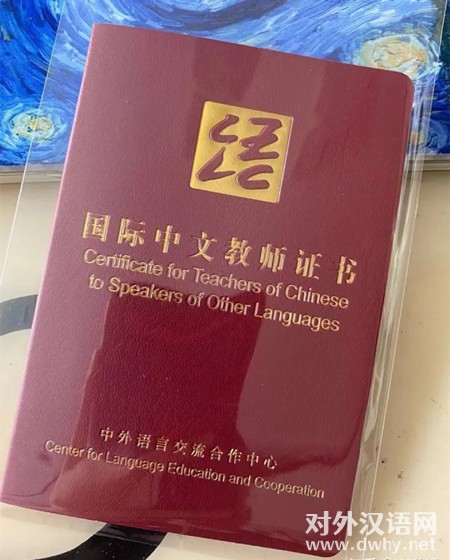 国际中文教师证书
Certificate for Teachers of Chinese
to Speakers of Other Languages
中外语言交流合作中心
Center for Language Education and Cooperation
对外汉语网
www.dwhy.net